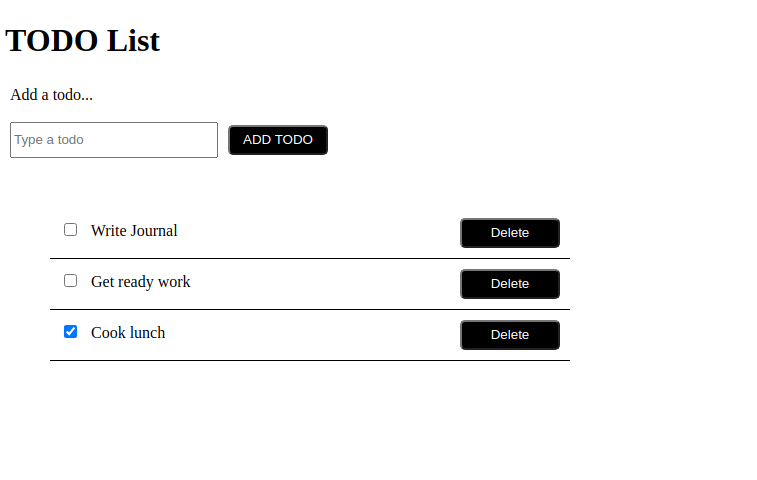 TODO List
Add a todo...
Type a todo ADD TODO
Write Journal Delete
Get ready work Delete
Cook lunch Delete